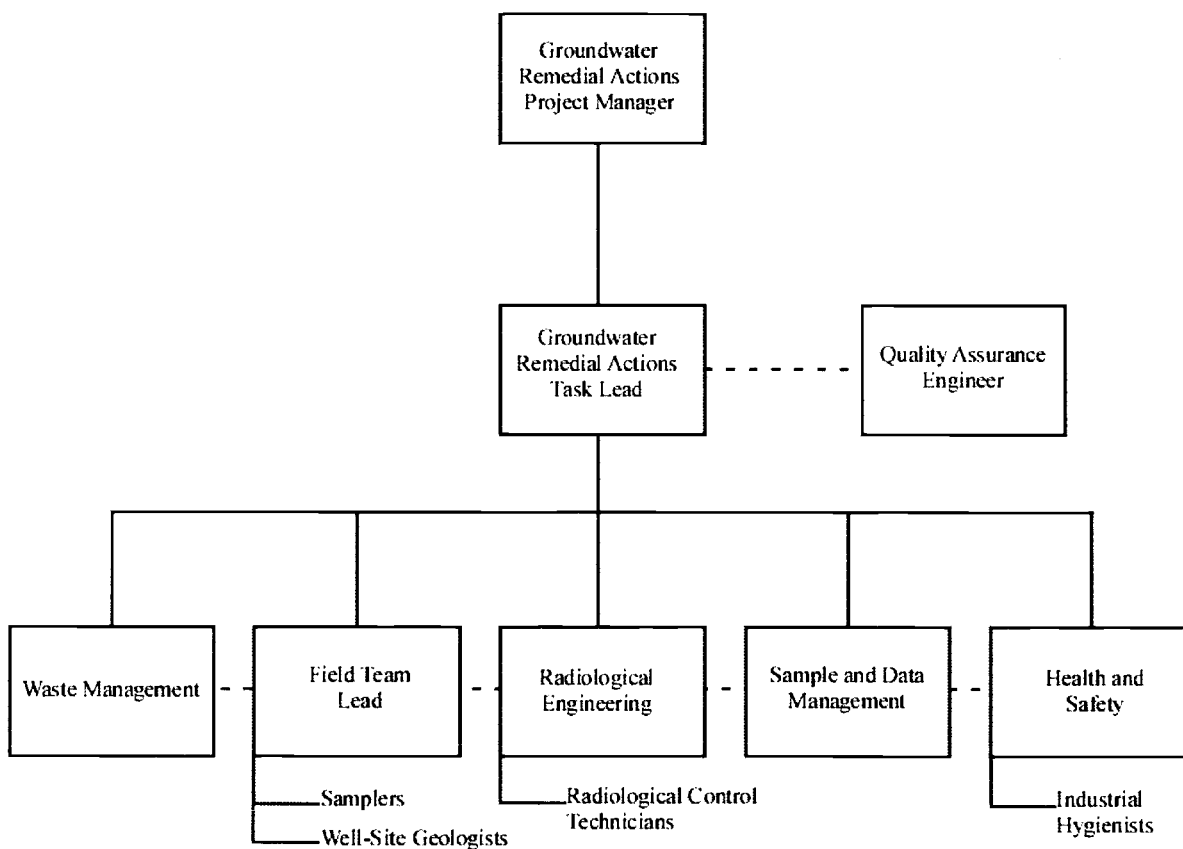 Groundwater
Remedial Actions
Project Manager
Groundwater
Remedial Actions
Task Lead
Quality Assurance
Engineer
Waste Management
Field Team
Lead
Radiological
Engineering
Sample and Data
Management
Health and
Safety
Samplers
Well-Site Geologists
Radiological Control
Technicians
Industrial
Hygienists